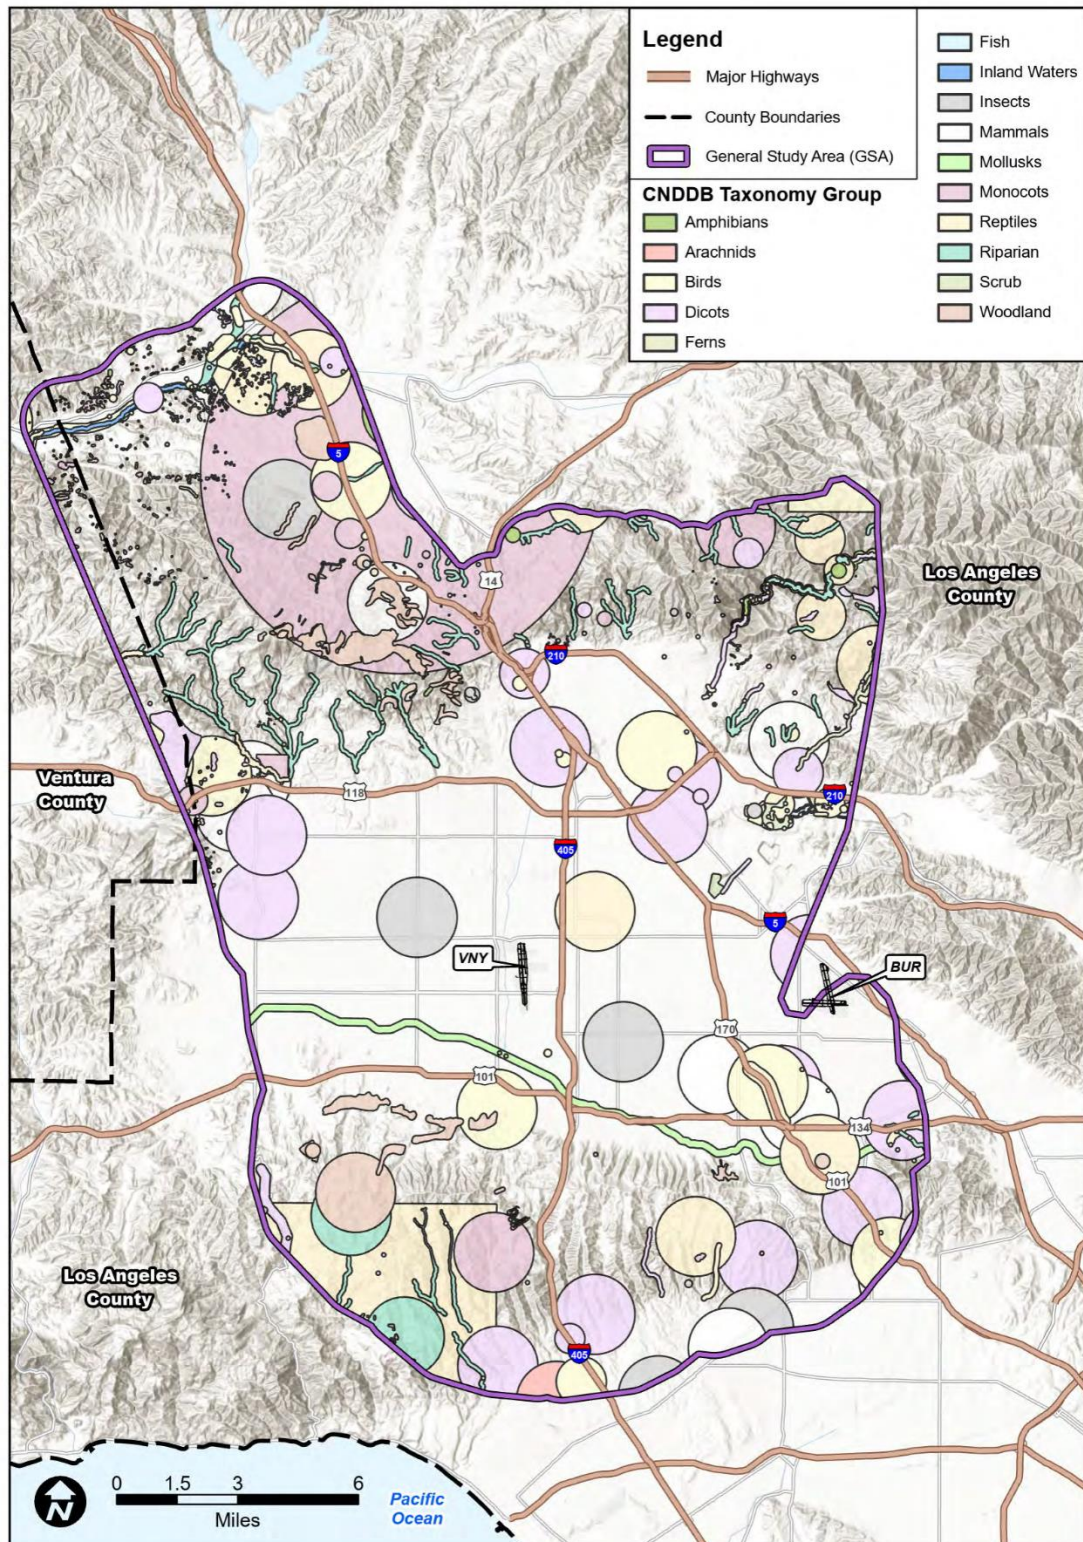 Legend
Major Highways
County Boundaries
General Study Area (GSA)
CNDDB Taxonomy Group
Amphibians
Arachnids
Birds
Dicots
Ferns
Fish
Inland Waters
Insects
Mammals
Mollusks
Monocots
Reptiles
Riparian
Scrub
Woodland
5
14
Los Angeles
County
210
Ventura
County
118
210
405
5
VNY
BUR
170
101
134
101
Los Angeles
County
405
0 1.5 3 6
Miles
N
Pacific
Ocean